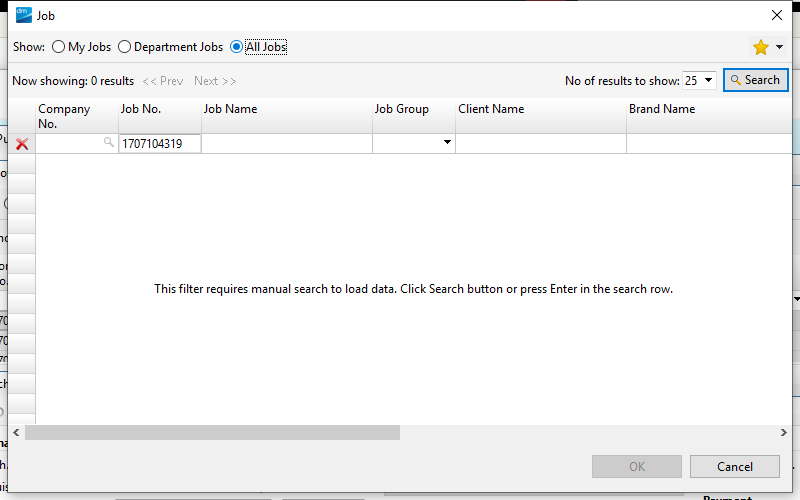 dm Job
Show: My Jobs Department Jobs All Jobs
Now showing: 0 results << Prev Next >> No of results to show: 25 Search
Company No. Job No. Job Name Job Group Client Name Brand Name
1707104319
This filter requires manual search to load data. Click Search button or press Enter in the search row.
OK Cancel